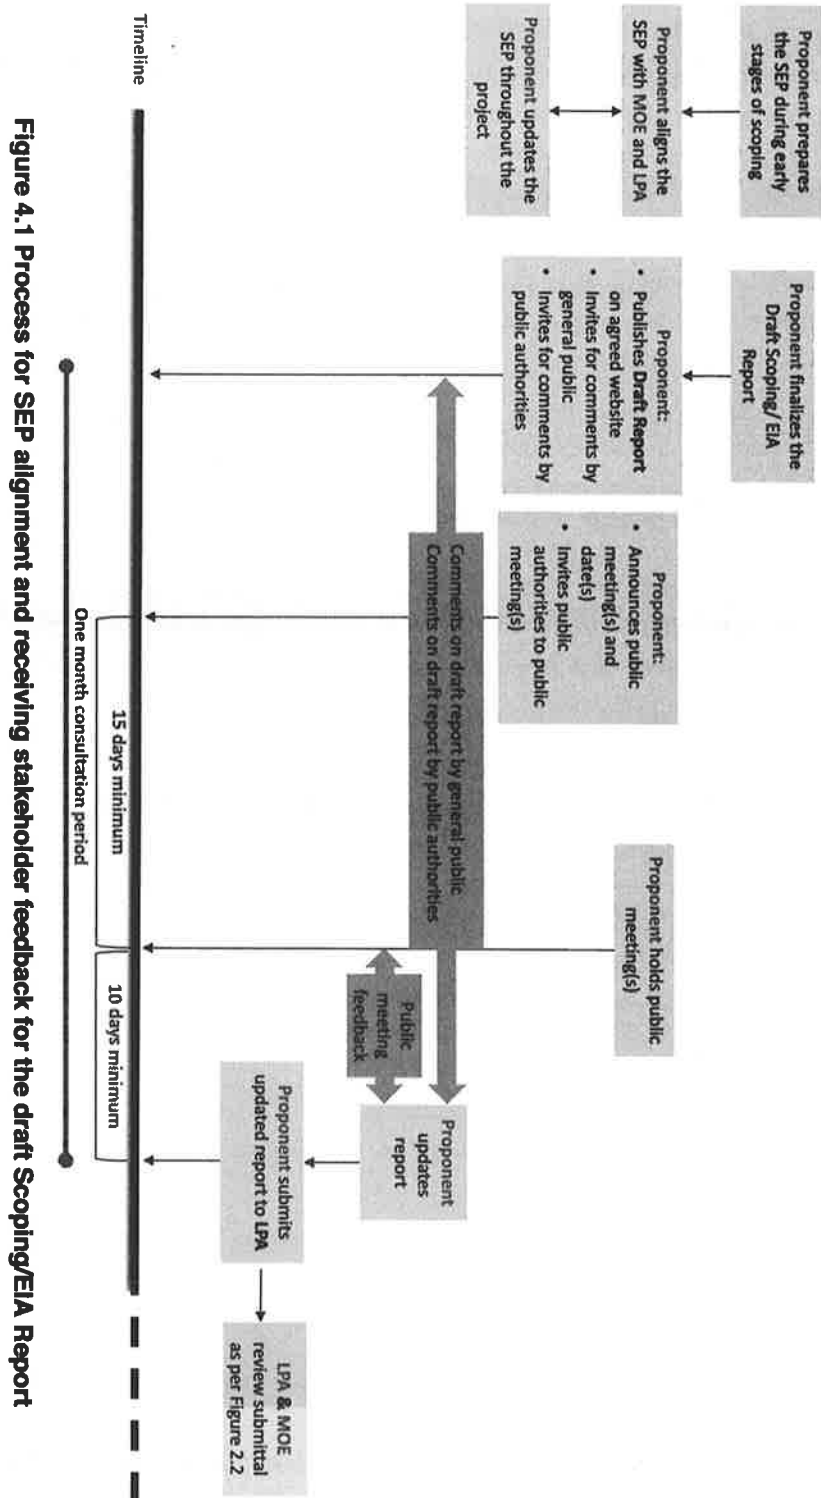 Proponent prepares
the SEP during early
stages of scoping
Proponent aligns the
SEP with MOE and LPA
Proponent updates the
SEP throughout the
project
Proponent finalizes the
Draft Scoping/ EIA
Report
Proponent:
• Publishes Draft Report
on agreed website
• Invites for comments by
general public
• Invites for comments by
public authorities
Proponent:
• Announces public
meeting(s) and
date(s)
• Invites public
authorities to public
meeting(s)
Proponent holds public
meeting(s)
Comments on draft report by general public
Comments on draft report by public authorities
Public
meeting
feedback
Proponent
updates
report
Proponent submits
updated report to LPA
LPA & MOE
review submittal
as per Figure 2.2
Timeline
15 days minimum
10 days minimum
One month consultation period
Figure 4.1 Process for SEP alignment and receiving stakeholder feedback for the draft Scoping/EIA Report